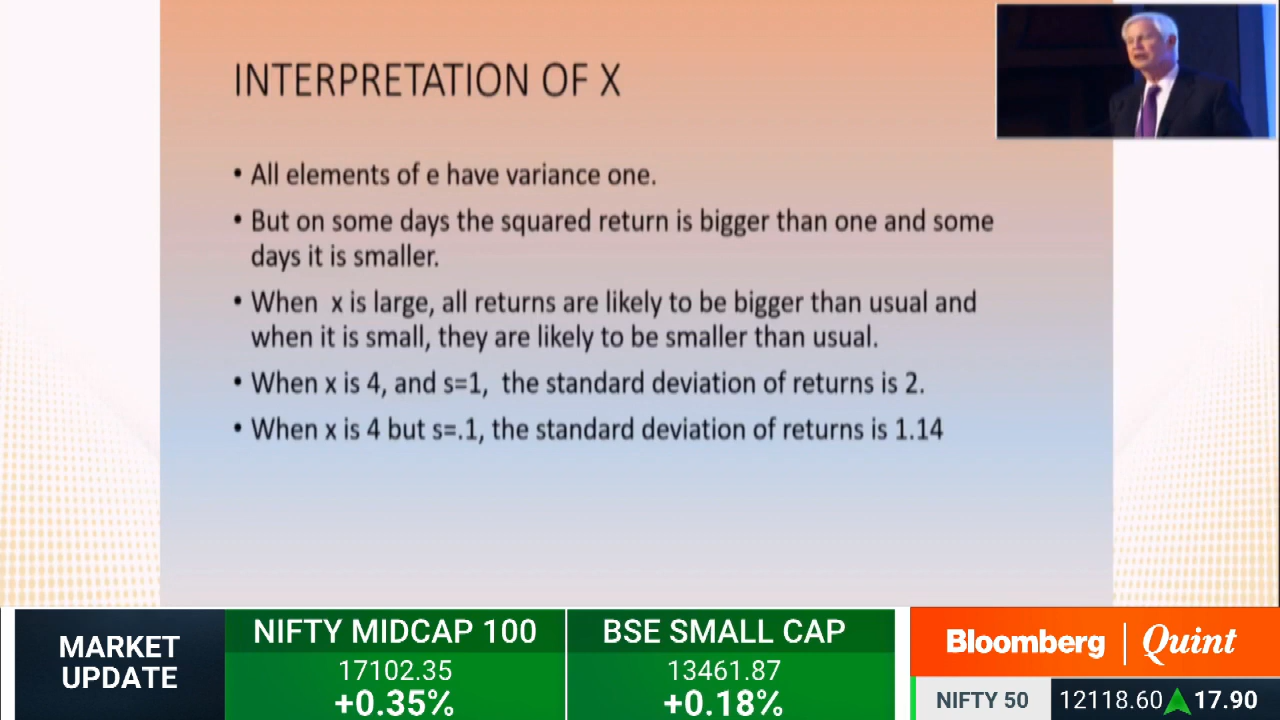 INTERPRETATION OF X
• All elements of e have variance one.
• But on some days the squared return is bigger than one and some
days it is smaller.
• When x is large, all returns are likely to be bigger than usual and
when it is small, they are likely to be smaller than usual.
• When x is 4, and s=1, the standard deviation of returns is 2.
• When x is 4 but s=.1, the standard deviation of returns is 1.14
MARKET
UPDATE
NIFTY MIDCAP 100
17102.35
+0.35%
BSE SMALL CAP
13461.87
+0.18%
Bloomberg | Quint
NIFTY 50 12118.60 ▲ 17.90